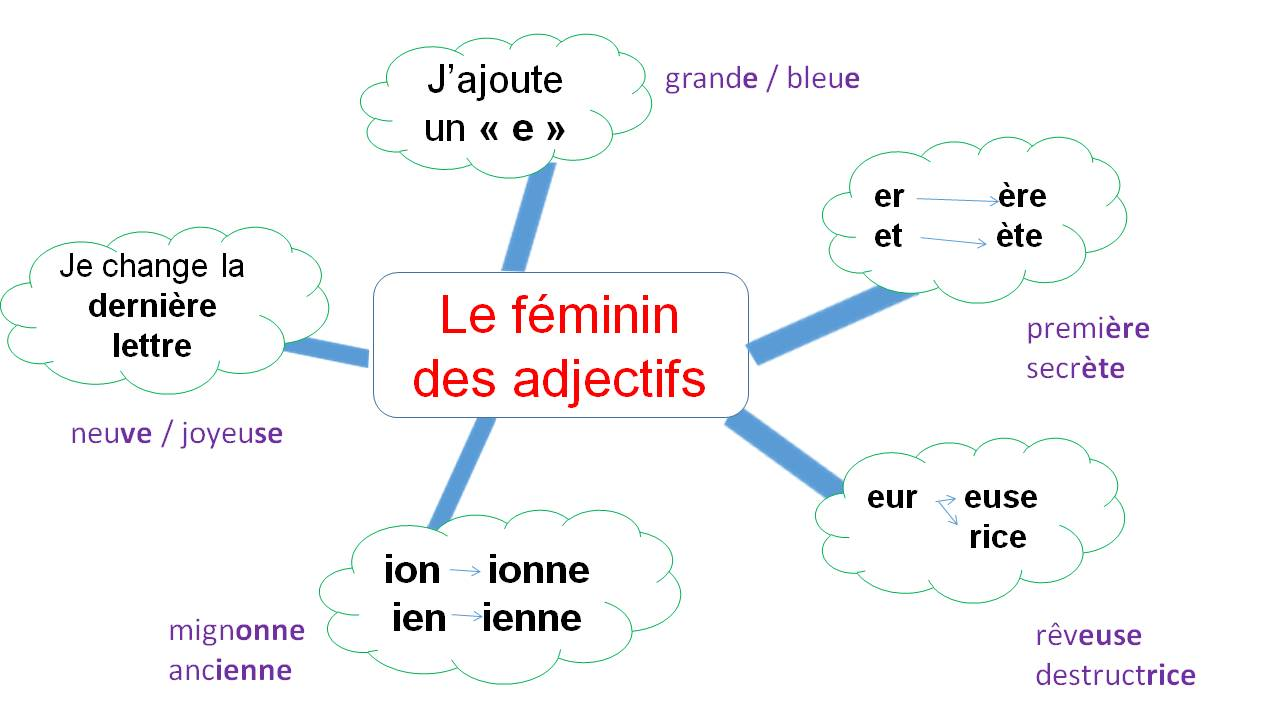 J'ajoute
un « e »
grande / bleue
er → ère
et → ète
première
secrète
Je change la
dernière
lettre
neuve / joyeuse
Le féminin
des adjectifs
eur → euse
rice
rêveuse
destructrice
ion → ionne
ien → ienne
mignonne
ancienne